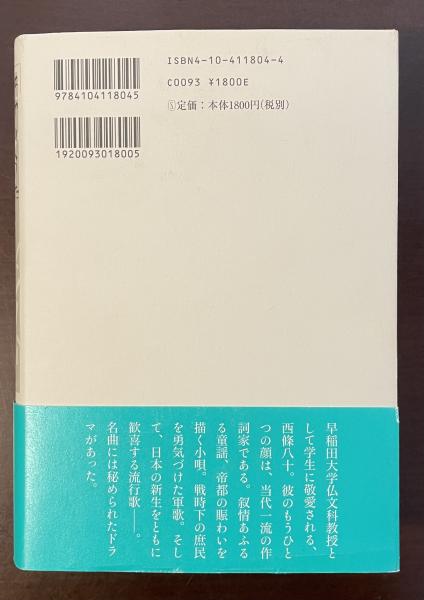 ISBN4-10-411804-4
C0093 ¥1800E
Ⓢ定価：本体1800円(税別)
9784104118045
1920093018005
早稲田大学仏文科教授と
して学生に敬愛される、
西條八十。彼のもうひと
つの顔は、当代一流の作
詞家である。叙情あふる
る童謡、帝都の賑わいを
描く小唄。戦時下の庶民
を勇気づけた軍歌。そし
て、日本の新生をともに
歓喜する流行歌――。
名曲には秘められたドラ
マがあった。